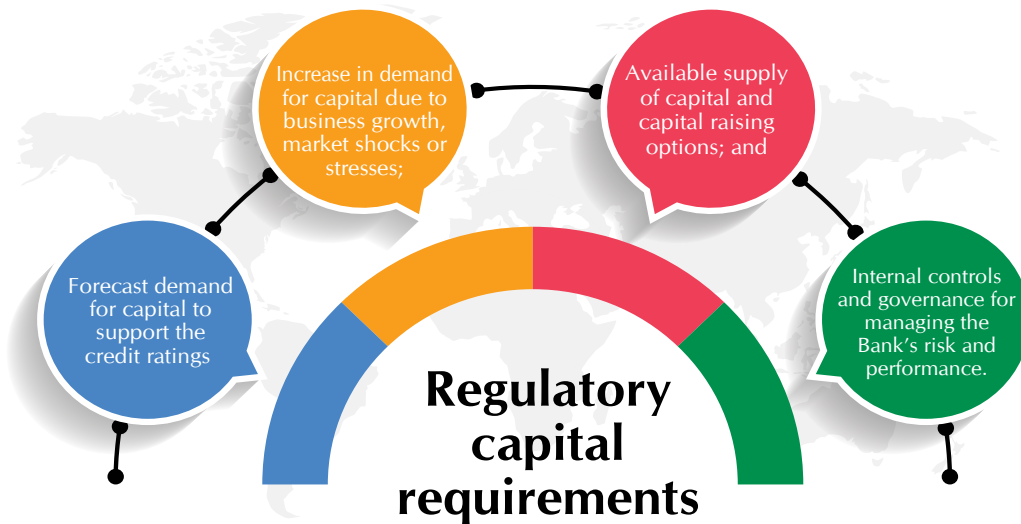 Forecast demand
for capital to
support the
credit ratings
Increase in demand
for capital due to
business growth,
market shocks or
stresses;
Available supply
of capital and
capital raising
options; and
Internal controls
and governance for
managing the
Bank’s risk and
performance.
Regulatory
capital
requirements